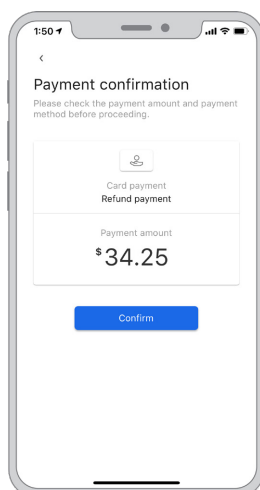 1:50
Payment confirmation
Please check the payment amount and payment
method before proceeding.
Card payment
Refund payment
Payment amount
$34.25
Confirm